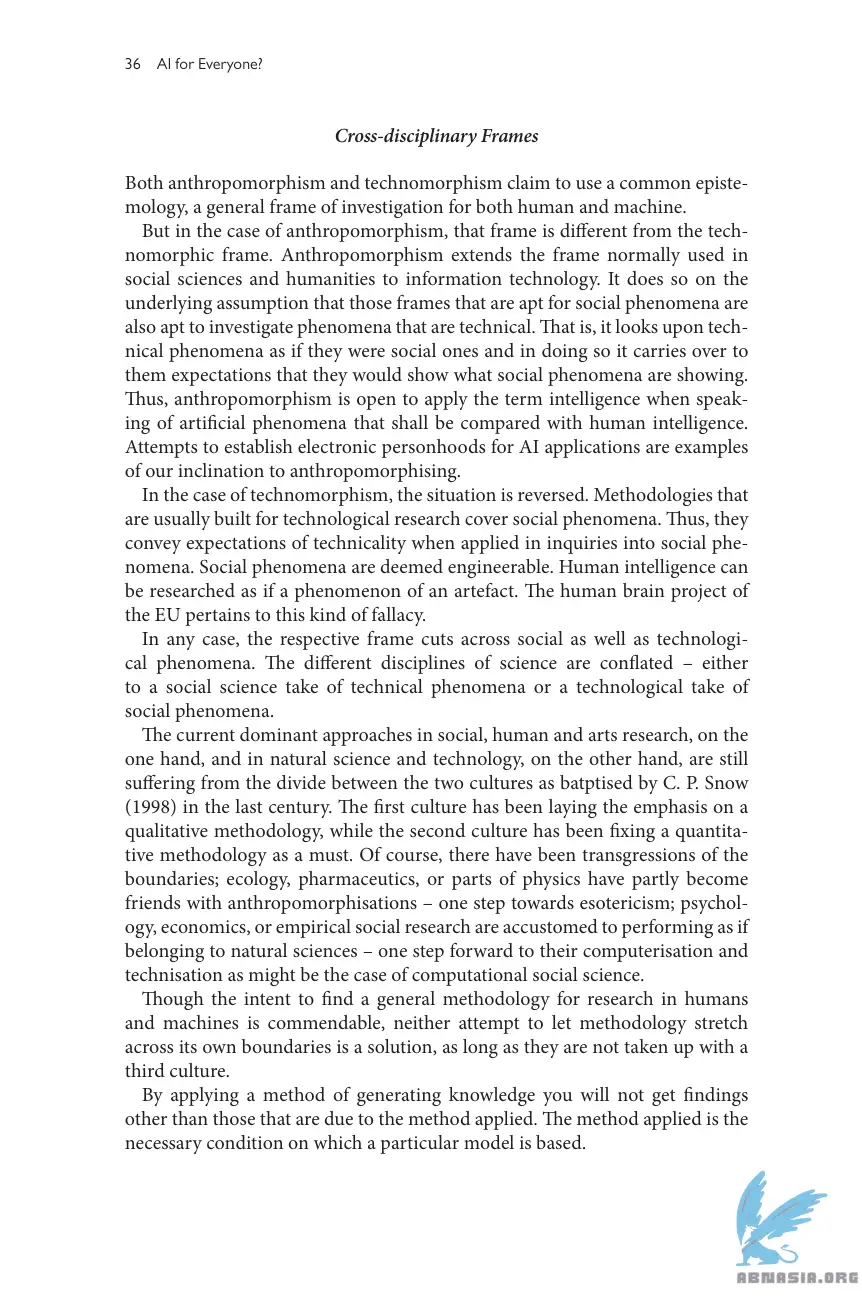 36 AI for Everyone?
Cross-disciplinary Frames
Both anthropomorphism and technomorphism claim to use a common episte-
mology, a general frame of investigation for both human and machine.
But in the case of anthropomorphism, that frame is different from the tech-
nomorphic frame. Anthropomorphism extends the frame normally used in
social sciences and humanities to information technology. It does so on the
underlying assumption that those frames that are apt for social phenomena are
also apt to investigate phenomena that are technical. That is, it looks upon tech-
nical phenomena as if they were social ones and in doing so it carries over to
them expectations that they would show what social phenomena are showing.
Thus, anthropomorphism is open to apply the term intelligence when speak-
ing of artificial phenomena that shall be compared with human intelligence.
Attempts to establish electronic personhoods for AI applications are examples
of our inclination to anthropomorphising.
In the case of technomorphism, the situation is reversed. Methodologies that
are usually built for technological research cover social phenomena. Thus, they
convey expectations of technicality when applied in inquiries into social phe-
nomena. Social phenomena are deemed engineerable. Human intelligence can
be researched as if a phenomenon of an artefact. The human brain project of
the EU pertains to this kind of fallacy.
In any case, the respective frame cuts across social as well as technologi-
cal phenomena. The different disciplines of science are conflated – either
to a social science take of technical phenomena or a technological take of
social phenomena.
The current dominant approaches in social, human and arts research, on the
one hand, and in natural science and technology, on the other hand, are still
suffering from the divide between the two cultures as batptised by C. P. Snow
(1998) in the last century. The first culture has been laying the emphasis on a
qualitative methodology, while the second culture has been fixing a quantita-
tive methodology as a must. Of course, there have been transgressions of the
boundaries; ecology, pharmaceutics, or parts of physics have partly become
friends with anthropomorphisations – one step towards esotericism; psychol-
ogy, economics, or empirical social research are accustomed to performing as if
belonging to natural sciences – one step forward to their computerisation and
technisation as might be the case of computational social science.
Though the intent to find a general methodology for research in humans
and machines is commendable, neither attempt to let methodology stretch
across its own boundaries is a solution, as long as they are not taken up with a
third culture.
By applying a method of generating knowledge you will not get findings
other than those that are due to the method applied. The method applied is the
necessary condition on which a particular model is based.
ABNASIA.ORG